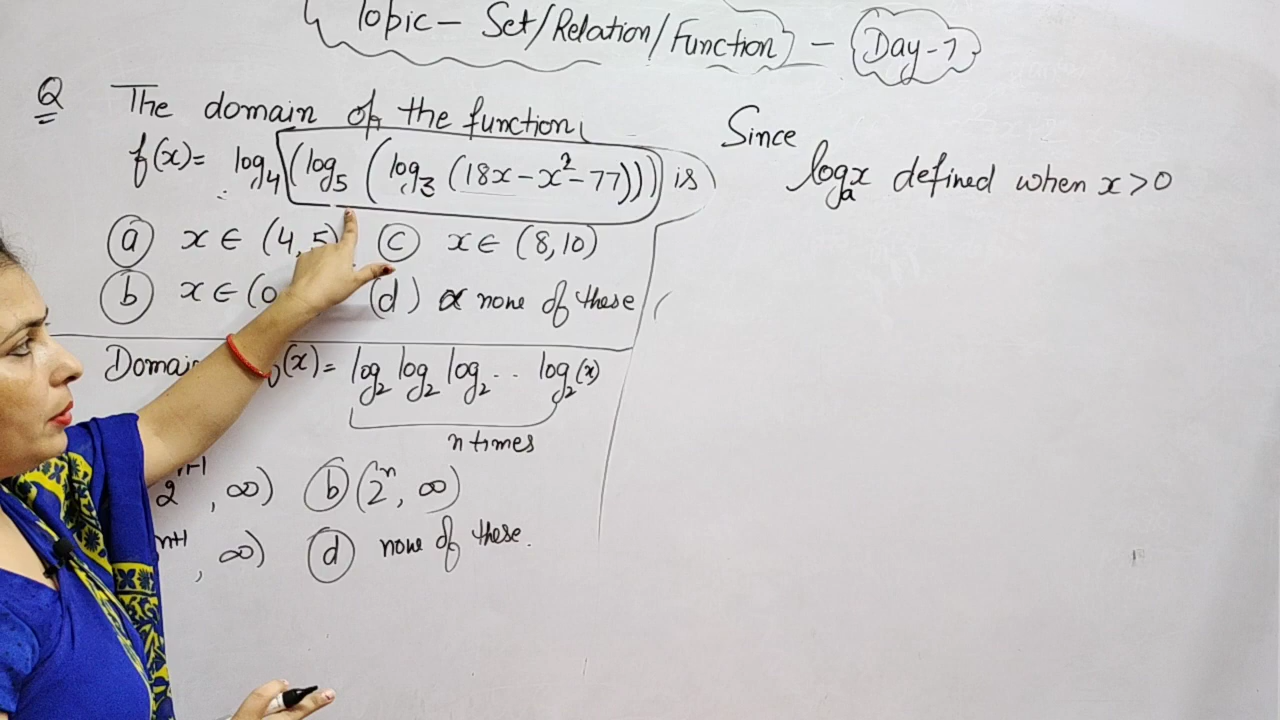 Topic – Set/Relation/Function – Day-7
Q The domain of the function
f(x) = log₄(log₅(log₃(18x – x² – 77))) is
(a) x ∈ (4, 5) (c) x ∈ (8, 10)
(b) x ∈ (0 (d) none of these
Domai (x) = log₂ log₂ log₂ .. log₂(x)
n times
2ⁿ⁺¹, ∞) (b) (2ⁿ, ∞)
n+1, ∞) (d) none of these.
Since
logₐx defined when x > 0